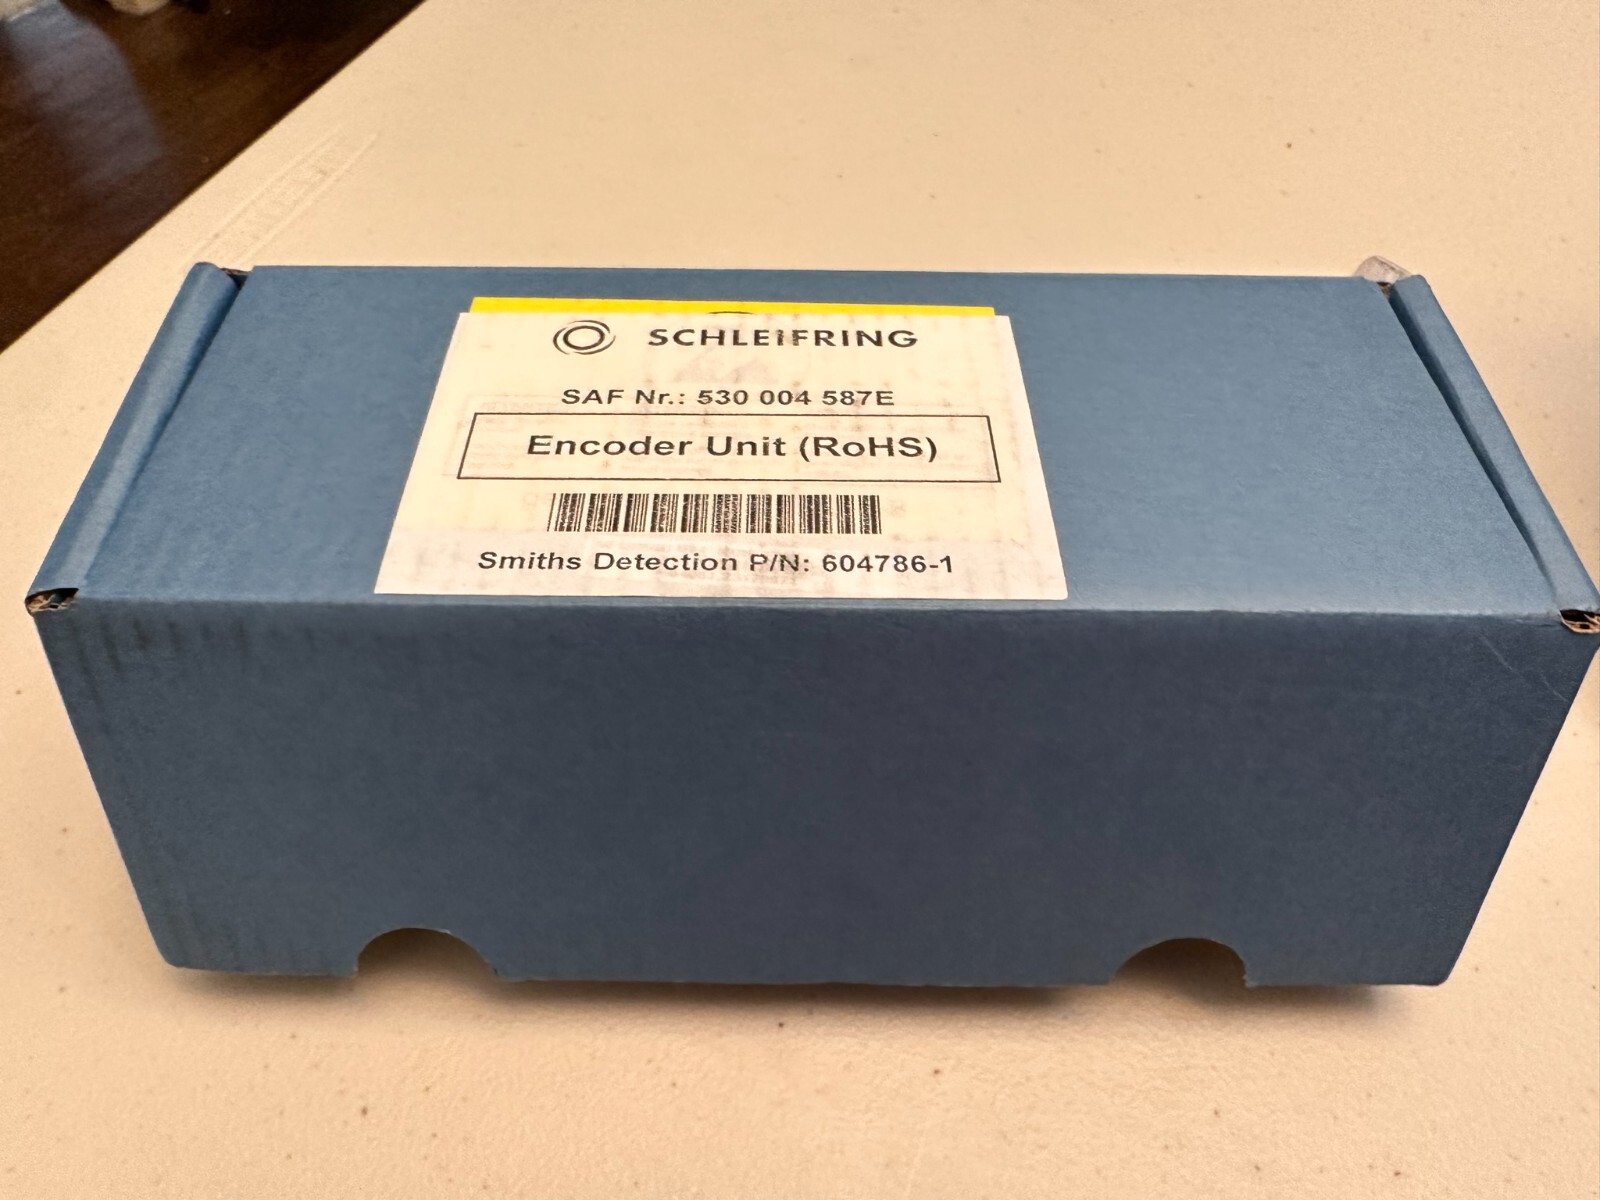 SCHLEIFRING
SAF Nr.: 530 004 587E
Encoder Unit (RoHS)
Smiths Detection P/N: 604786-1